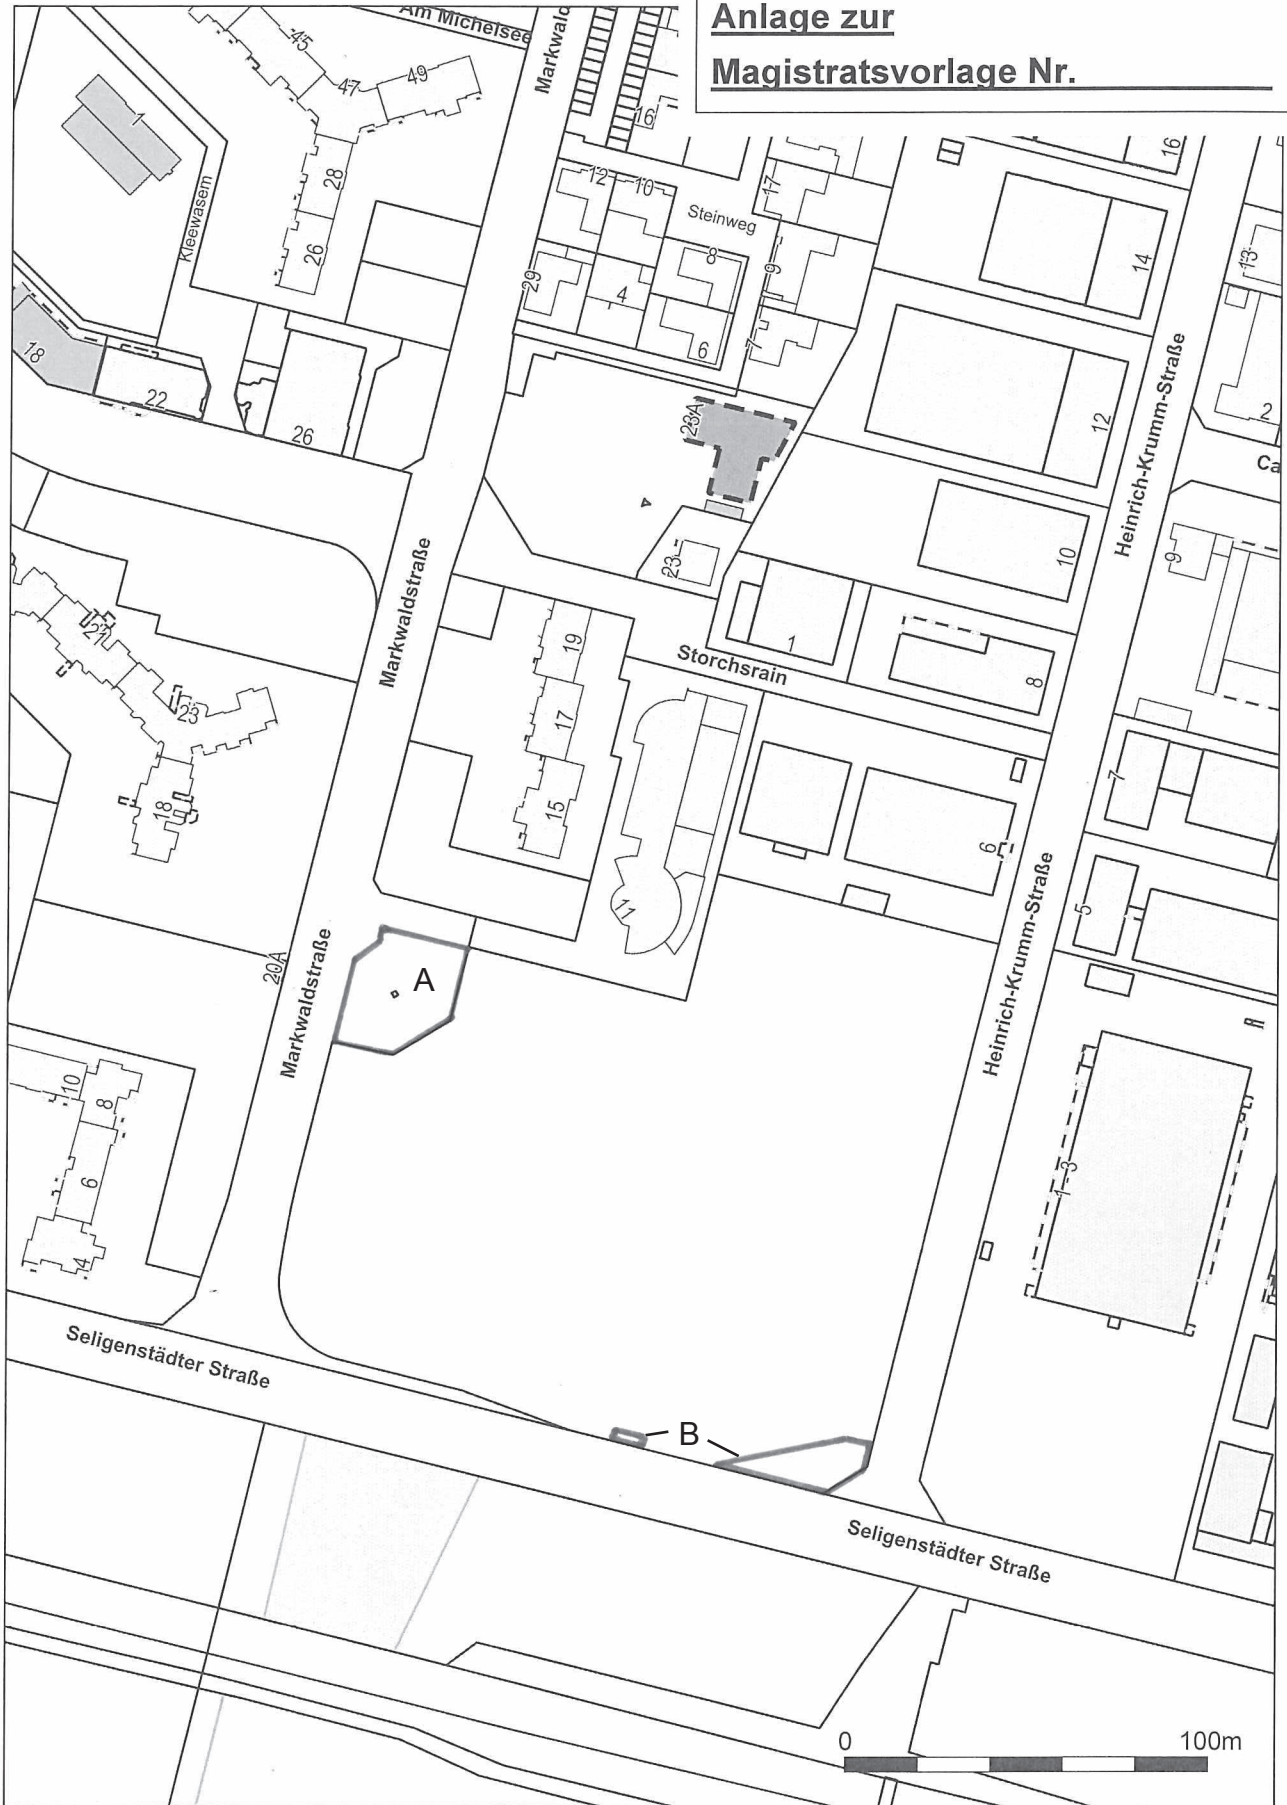 Anlage zur
Magistratsvorlage Nr.
Am Michelsee
Markwald
45
47
49
1
16
16
28
12
10
17
Kleewasem
Steinweg
26
8
9
14
13
29
4
18
6
7
22
26
23A
12
2
Heinrich-Krumm-Straße
Ca
10
9
23
Markwaldstraße
21
19
1
Storchsrain
8
23
17
7
18
15
6
11
5
Heinrich-Krumm-Straße
20A
Markwaldstraße
A
10
8
6
1-3
4
Seligenstädter Straße
B
Seligenstädter Straße
0 100m